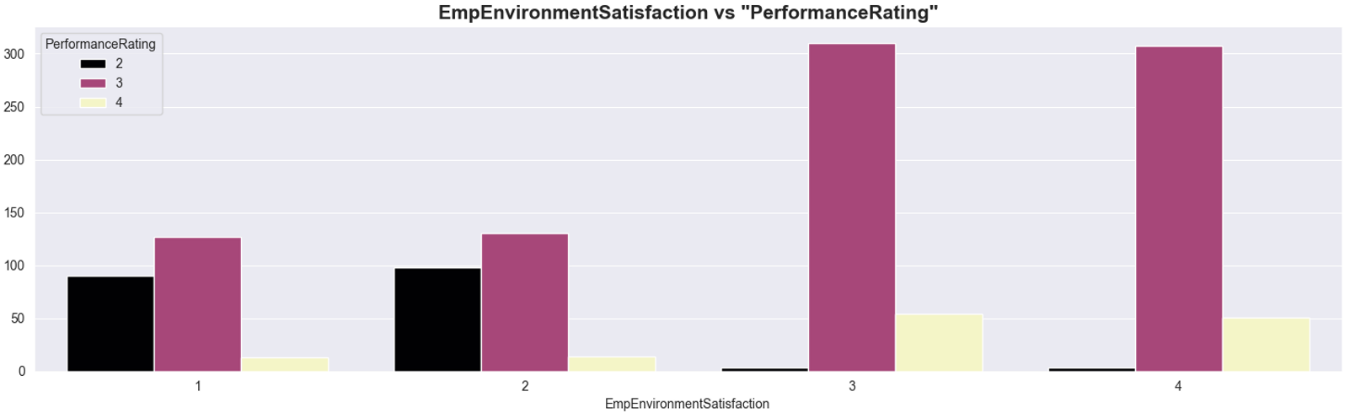 EmpEnvironmentSatisfaction vs "PerformanceRating"
PerformanceRating
2
3
4
300
250
200
150
100
50
0
1 2 3 4
EmpEnvironmentSatisfaction